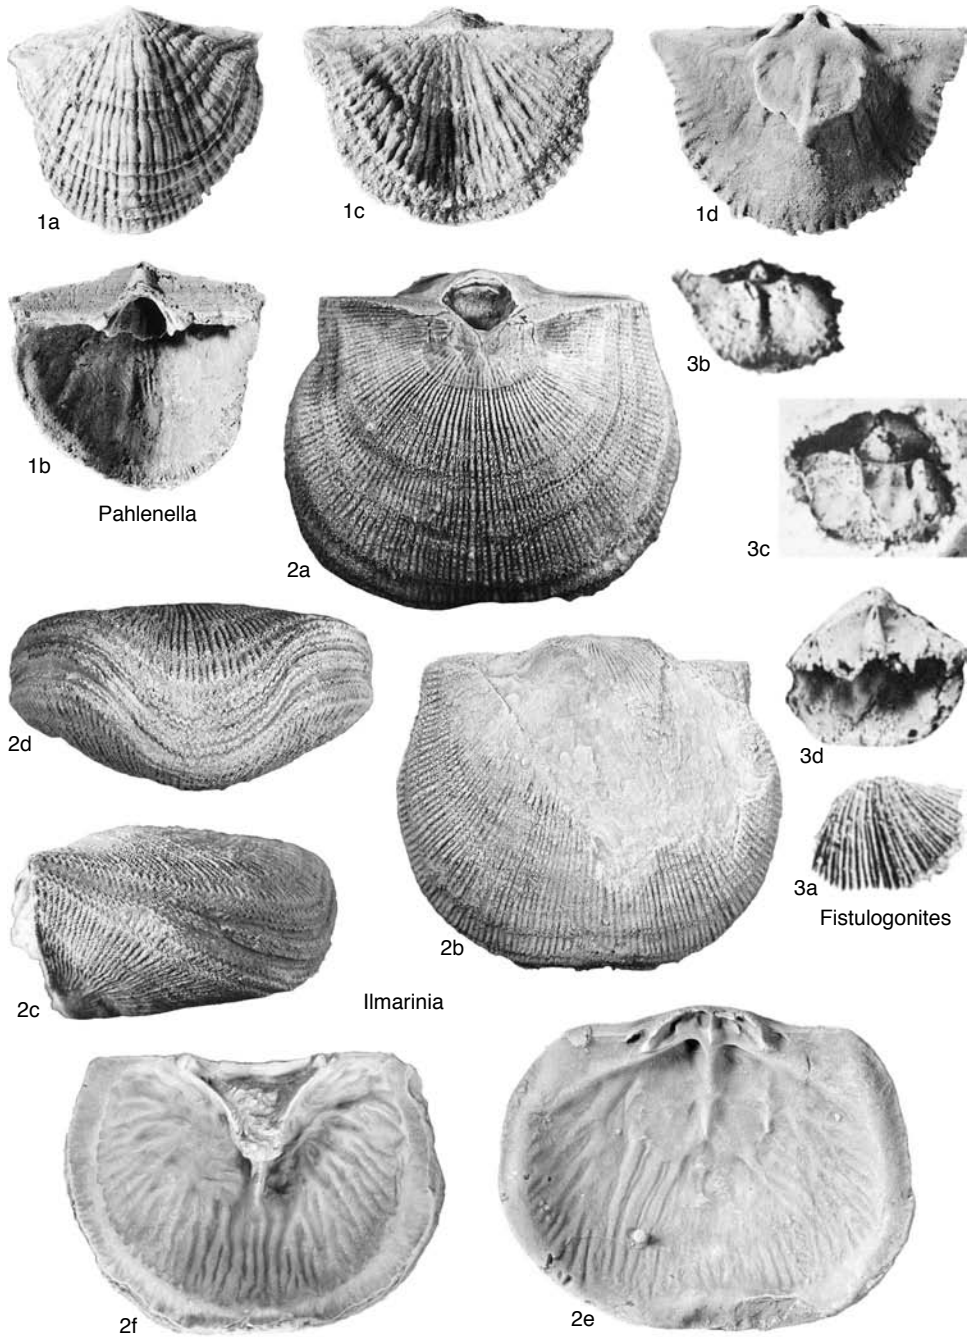 1a
1c
1d
1b
Pahlenella
2a
3b
3c
2d
3d
2b
3a
Fistulogonites
2c
Ilmarinia
2f
2e